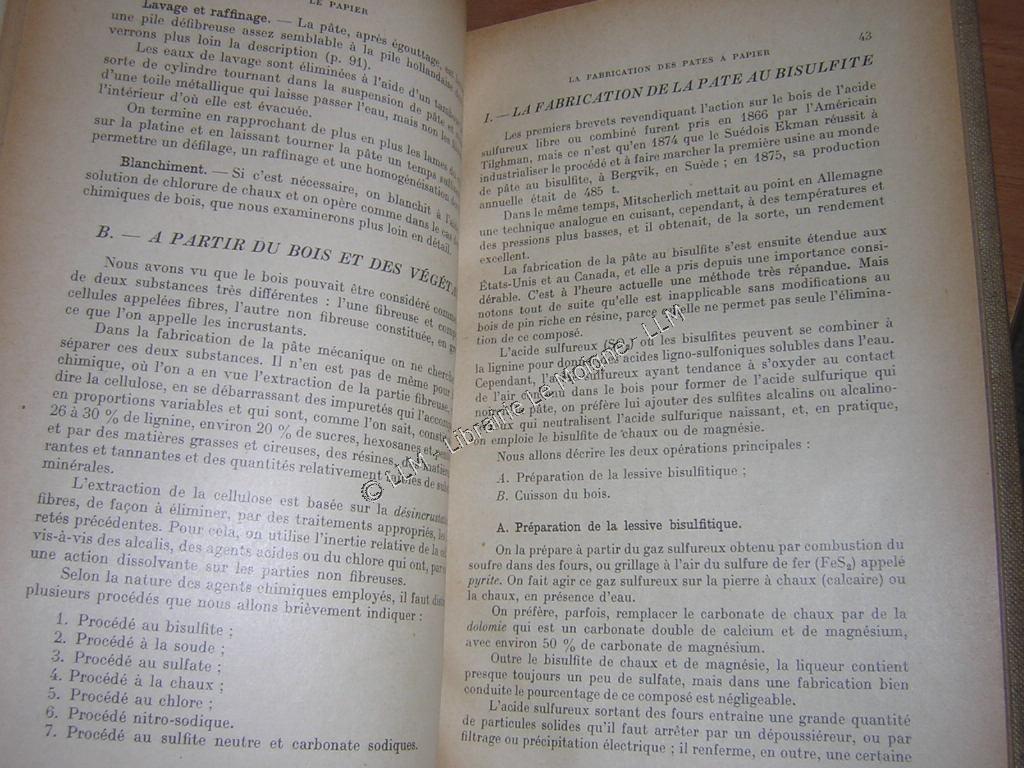 LE PAPIER
Lavage et raffinage. — La pâte, après égouttage, est
une pile défibreuse assez semblable à la pile hollandaise
verrons plus loin la description (p. 91).
Les eaux de lavage sont éliminées à l'aide d'un
sorte de cylindre tournant dans la suspension de pâte et
d'une toile métallique qui laisse passer l'eau, mais non les
l'intérieur d'où elle est évacuée.
On termine en rapprochant de plus en plus les lames du
sur la platine et en laissant tourner la pâte un temps
permettre un défilage, un raffinage et une homogénéisation
Blanchiment. — Si c'est nécessaire, on blanchit à
solution de chlorure de chaux et on opère comme dans le cas
chimiques de bois, que nous examinerons plus loin en détail.
B. — A PARTIR DU BOIS ET DES
Nous avons vu que le bois pouvait être considéré comme
de deux substances très différentes : l'une fibreuse et
cellules appelées fibres, l'autre non fibreuse constituée, en
ce que l'on appelle les incrustants.
Dans la fabrication de la pâte mécanique on ne
séparer ces deux substances. Il n'en est pas de même pour
chimique, où l'on a en vue l'extraction de la partie fibreuse,
dire la cellulose, en se débarrassant des impuretés qui
en proportions variables et qui sont, comme l'on sait,
26 à 30 % de lignine, environ 20 % de sucres, hexosanes et
et par des matières grasses et cireuses, des résines,
rantes et tannantes et des quantités relativement
minérales.
L'extraction de la cellulose est basée sur la
fibres, de façon à éliminer, par des traitements appropriés, les
retés précédentes. Pour cela, on utilise l'inertie relative de la
vis-à-vis des alcalis, des agents acides ou du chlore qui ont,
une action dissolvante sur les parties non fibreuses.
Selon la nature des agents chimiques employés, il faut
plusieurs procédés que nous allons brièvement indiquer :
1. Procédé au bisulfite ;
2. Procédé à la soude ;
3. Procédé au sulfate ;
4. Procédé à la chaux ;
5. Procédé au chlore ;
6. Procédé nitro-sodique.
7. Procédé au sulfite neutre et carbonate sodiques.
LA FABRICATION DES PATES A PAPIER 43
I. — LA FABRICATION DE LA PATE AU BISULFITE
Les premiers brevets revendiquant l'action sur le bois de l'acide
sulfureux libre ou combiné furent pris en 1866 par l'Américain
Tilghman, mais ce n'est qu'en 1874 que le Suédois Ekman réussit à
industrialiser le procédé et à faire marcher la première usine au monde
de pâte au bisulfite, à Bergvik, en Suède ; en 1875, sa production
annuelle était de 485 t.
Dans le même temps, Mitscherlich mettait au point en Allemagne
une technique analogue en cuisant, cependant, à des températures et
des pressions plus basses, et il obtenait, de la sorte, un rendement
excellent.
La fabrication de la pâte au bisulfite s'est ensuite étendue aux
États-Unis et au Canada, et elle a pris depuis une importance consi-
dérable. C'est à l'heure actuelle une méthode très répandue. Mais
notons tout de suite qu'elle est inapplicable sans modifications au
bois de pin riche en résine, parce qu'elle ne permet pas seule l'élimina-
tion de ce composé.
L'acide sulfureux ou les bisulfites peuvent se combiner à
la lignine pour donner des acides ligno-sulfoniques solubles dans l'eau.
Cependant, l'acide sulfureux ayant tendance à s'oxyder au contact
de l'air contenu dans le bois pour former de l'acide sulfurique qui
pâte, on préfère lui ajouter des sulfites alcalins ou alcalino-
qui neutralisent l'acide sulfurique naissant, et, en pratique,
on emploie le bisulfite de chaux ou de magnésie.
Nous allons décrire les deux opérations principales :
A. Préparation de la lessive bisulfitique ;
B. Cuisson du bois.
A. Préparation de la lessive bisulfitique.
On la prépare à partir du gaz sulfureux obtenu par combustion du
soufre dans des fours, ou grillage à l'air du sulfure de fer (FeS₂) appelé
pyrite. On fait agir ce gaz sulfureux sur la pierre à chaux (calcaire) ou
la chaux, en présence d'eau.
On préfère, parfois, remplacer le carbonate de chaux par de la
dolomie qui est un carbonate double de calcium et de magnésium,
avec environ 50 % de carbonate de magnésium.
Outre le bisulfite de chaux et de magnésie, la liqueur contient
presque toujours un peu de sulfate, mais dans une fabrication bien
conduite le pourcentage de ce composé est négligeable.
L'acide sulfureux sortant des fours entraîne une grande quantité
de particules solides qu'il faut arrêter par un dépoussiéreur, ou par
filtrage ou précipitation électrique ; il renferme, en outre, une certaine
© LLM - Librairie Le Moigne - LLM